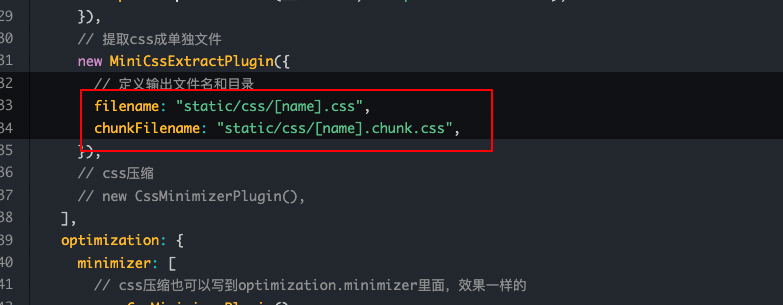 29 }),
30 // 提取css成单独文件
31 new MiniCssExtractPlugin({
32 // 定义输出文件名和目录
33 filename: "static/css/[name].css",
34 chunkFilename: "static/css/[name].chunk.css",
35 }),
36 // css压缩
37 // new CssMinimizerPlugin(),
38 ],
39 optimization: {
40 minimizer: [
41 // css压缩也可以写到optimization.minimizer里面，效果一样的